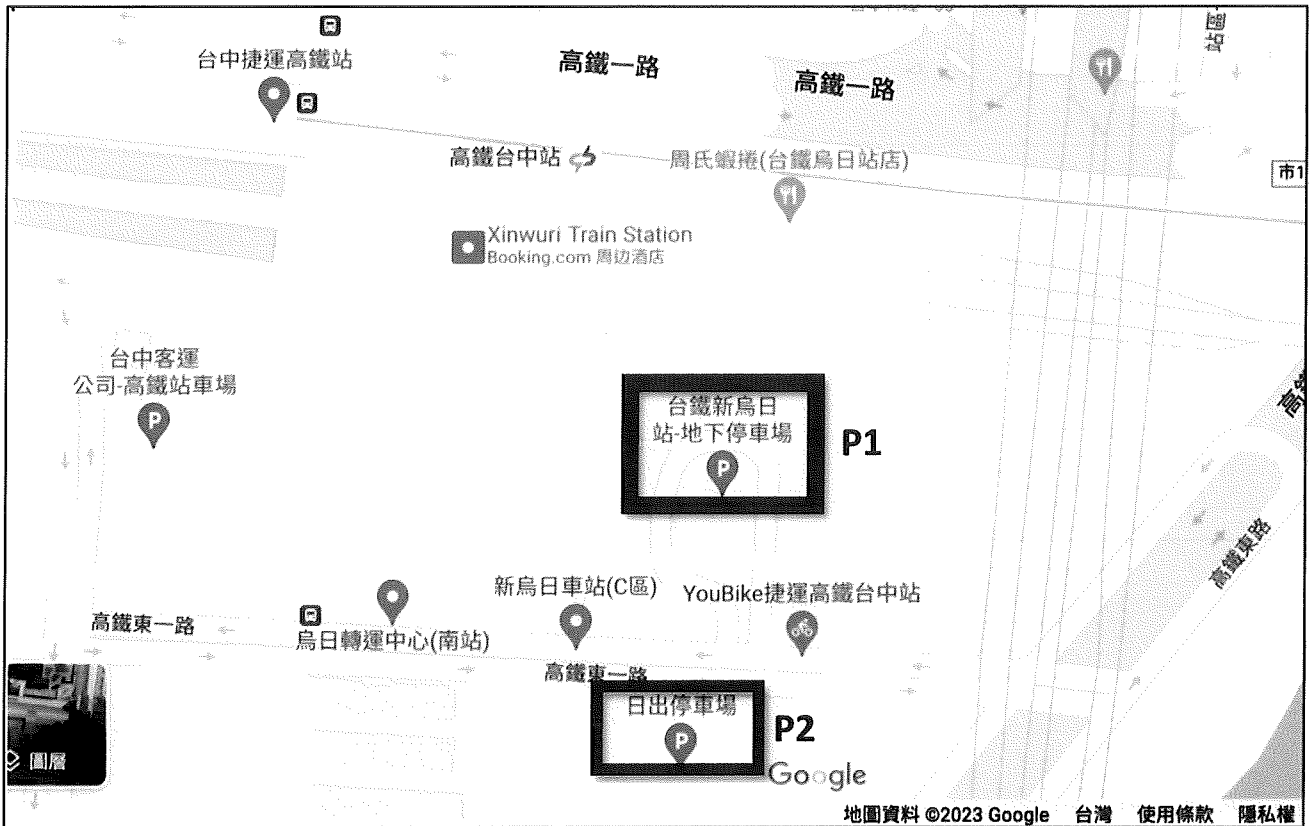 台中捷運高鐵站
高鐵一路
高鐵一路
站區
高鐵台中站
周氏蝦捲(台鐵烏日站店)
市1
Xinwuri Train Station
Booking.com 周边酒店
台中客運
公司-高鐵站車場
P
台鐵新烏日
站-地下停車場
P
P1
高鐵東路
新烏日車站(C區)
YouBike捷運高鐵台中站
高鐵東一路
烏日轉運中心(南站)
高鐵東一路
日出停車場
P
P2
圖層
Google
地圖資料 ©2023 Google 台灣 使用條款 隱私權